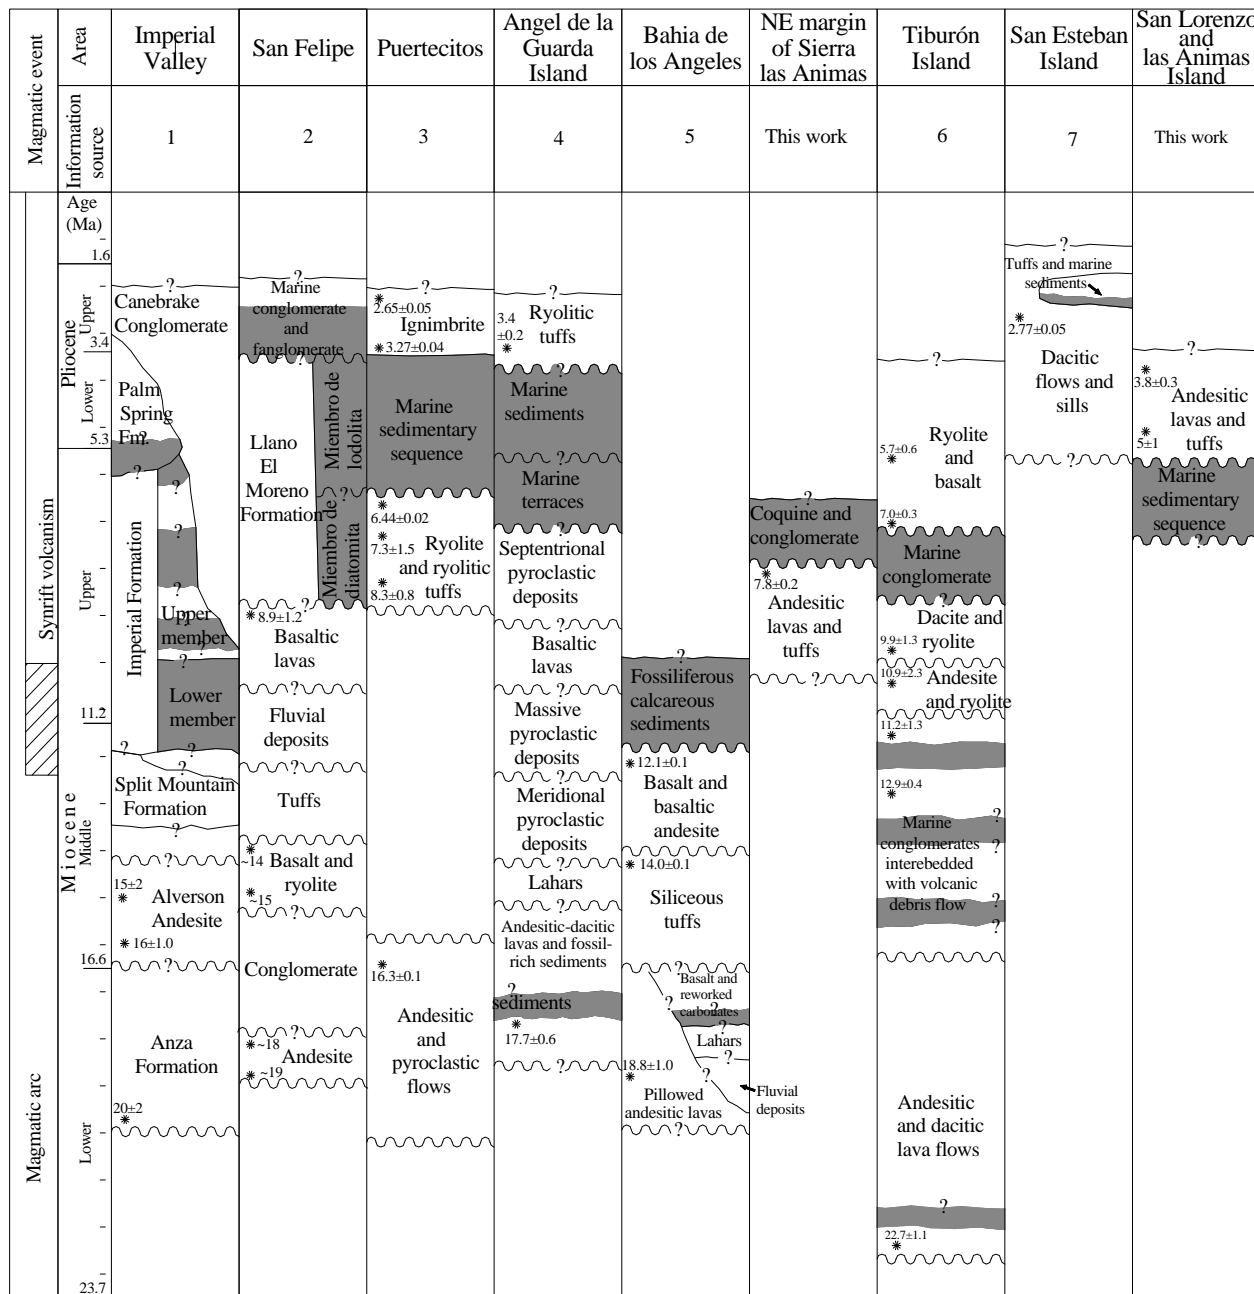 Magmatic event
Area
Imperial
Valley
San Felipe
Puertecitos
Angel de la
Guarda
Island
Bahia de
los Angeles
NE margin
of Sierra
las Animas
Tiburón
Island
San Esteban
Island
San Lorenzo
and
las Animas
Island
Information
source
1
2
3
4
5
This work
6
7
This work
Synrift volcanism
Magmatic arc
Age
(Ma)
1.6
Pliocene
Upper
3.4
Lower
5.3
Miocene
Upper
11.2
Middle
16.6
Lower
23.7
?
Canebrake
Conglomerate
Palm
Spring
Fm.
?
?
?
?
?
Imperial Formation
Upper
member
?
?
Lower
member
?
?
?
Split Mountain
Formation
?
?
15±2
Alverson
Andesite
16±1.0
?
Anza
Formation
20±2
?
?
Marine
conglomerate
and
fanglomerate
?
Llano
El
Moreno
Formation
Miembro de
lodolita
?
Miembro de
diatomita
?
8.9±1.2
Basaltic
lavas
?
Fluvial
deposits
?
Tuffs
?
~14
Basalt and
ryolite
~15
?
Conglomerate
?
~18
Andesite
~19
?
?
2.65±0.05
Ignimbrite
3.27±0.04
Marine
sedimentary
sequence
?
6.44±0.02
7.3±1.5
Ryolite
and ryolitic
tuffs
8.3±0.8
?
?
16.3±0.1
Andesitic
and
pyroclastic
flows
?
?
3.4
±0.2
Ryolitic
tuffs
?
Marine
sediments
?
Marine
terraces
?
Septentrional
pyroclastic
deposits
?
Basaltic
lavas
?
Massive
pyroclastic
deposits
?
Meridional
pyroclastic
deposits
?
Lahars
?
Andesitic-dacitic
lavas and fossil-
rich sediments
?
sediments
17.7±0.6
?
?
Fossiliferous
calcareous
sediments
?
12.1±0.1
Basalt and
basaltic
andesite
?
14.0±0.1
Siliceous
tuffs
?
Basalt and
reworked
carbonates
?
?
?
Lahars
?
?
18.8±1.0
?
Fluvial
deposits
Pillowed
andesitic lavas
?
?
Coquine and
conglomerate
?
7.8±0.2
Andesitic
lavas and
tuffs
?
?
5.7±0.6
Ryolite
and
basalt
7.0±0.3
?
Marine
conglomerate
?
Dacite and
ryolite
9.9±1.3
?
10.9±2.3
Andesite
and ryolite
?
11.2±1.3
12.9±0.4
?
Marine
conglomerates
?
interebedded
with volcanic
debris flow
?
?
Andesitic
and dacitic
lava flows
?
22.7±1.1
?
Tuffs and marine
sediments
?
2.77±0.05
Dacitic
flows and
sills
?
?
3.8±0.3
Andesitic
lavas and
tuffs
5±1
?
Marine
sedimentary
sequence
?